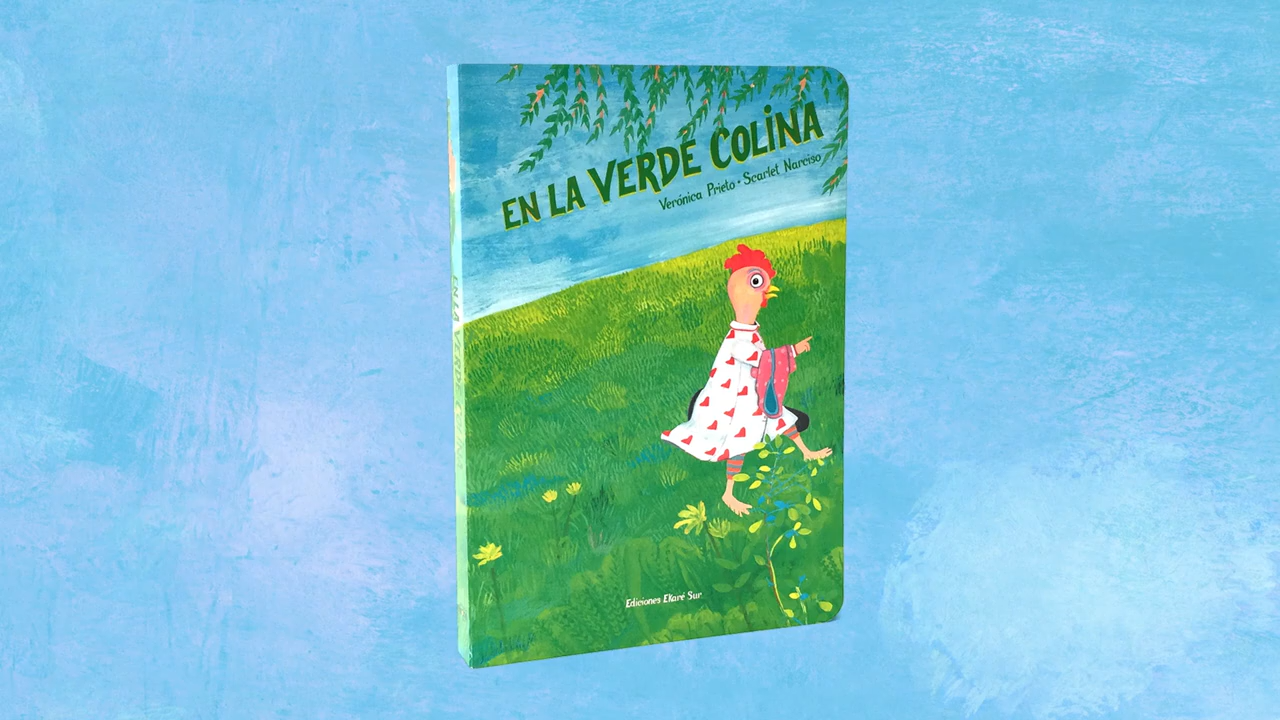 EN LA VERDE COLINA
Verónica Prieto • Scarlet Narciso
Ediciones Ekaré Sur
EN LA VERDE COLINA